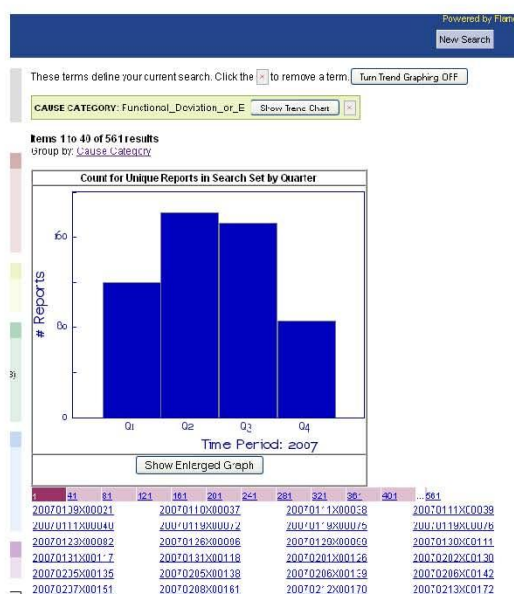 Powered by Flam
New Search
These terms define your current search. Click the × to remove a term. Turn Trend Graphing OFF
CAUSE CATEGORY: Functional_Deviation_or_E Show Trend Chart ×
Items 1 to 40 of 561 results
Group by: Cause Category
Count for Unique Reports in Search Set by Quarter
160
80
0
# Reports
Q1 Q2 Q3 Q4
Time Period: 2007
Show Enlarged Graph
1 41 81 121 161 201 241 281 321 361 401 ... 561
20070109X00021 20070110X00037 20070111X00038 20070111X00039
20070111X00040 20070119X00072 20070119X00075 20070119X00076
20070123X00082 20070126X00096 20070130X00111
20070131X00117 20070131X00118 20070201X00126 20070202X00130
20070205X00135 20070205X00138 20070206X00139 20070206X00142
20070207X00151 20070208X00161 20070212X00170 20070213X00172